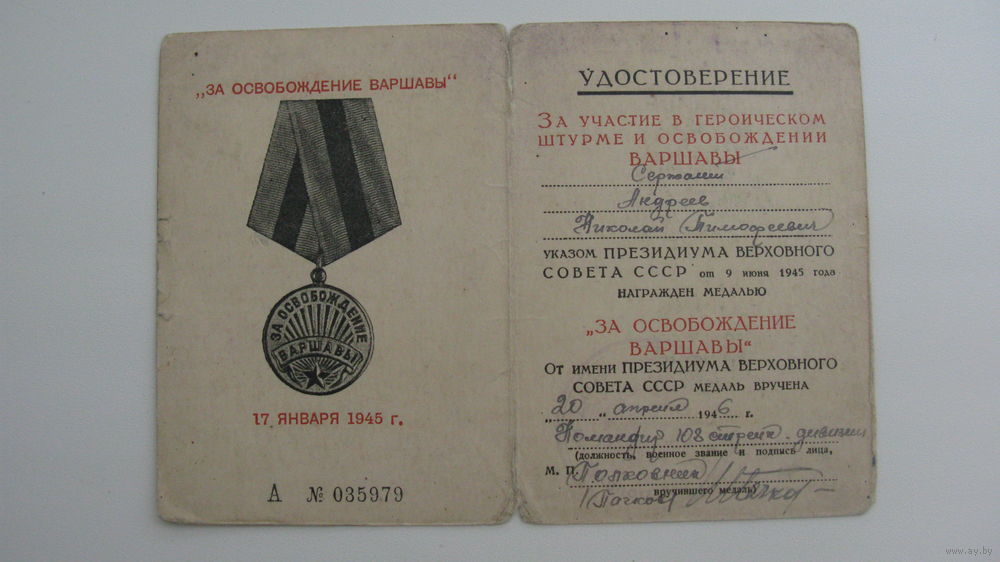 „ЗА ОСВОБОЖДЕНИЕ ВАРШАВЫ“
ЗА ОСВОБОЖДЕНИЕ
ВАРШАВЫ
17 ЯНВАРЯ 1945 г.
А № 035979
УДОСТОВЕРЕНИЕ
ЗА УЧАСТИЕ В ГЕРОИЧЕСКОМ
ШТУРМЕ И ОСВОБОЖДЕНИИ
ВАРШАВЫ
Сержант
Андреев
Николай Тимофеевич
УКАЗОМ ПРЕЗИДИУМА ВЕРХОВНОГО
СОВЕТА СССР от 9 июня 1945 года
НАГРАЖДЕН МЕДАЛЬЮ
„ЗА ОСВОБОЖДЕНИЕ
ВАРШАВЫ“
ОТ ИМЕНИ ПРЕЗИДИУМА ВЕРХОВНОГО
СОВЕТА СССР МЕДАЛЬ ВРУЧЕНА
„20 „ апреля 1946 г.
Командир 108 стрелк. дивизии
(должность, военное звание и подпись лица,
М. П. Полковник
вручившего медаль)
(Пачков)
www.ay.by